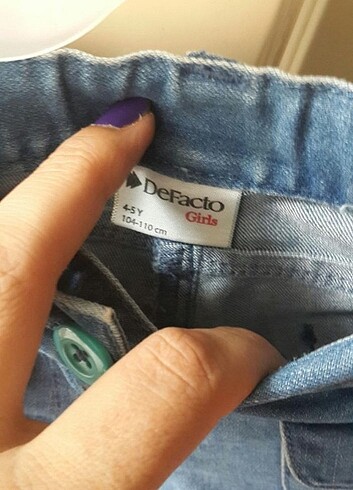 DeFacto
4-5 Y
Girls
104-110 cm